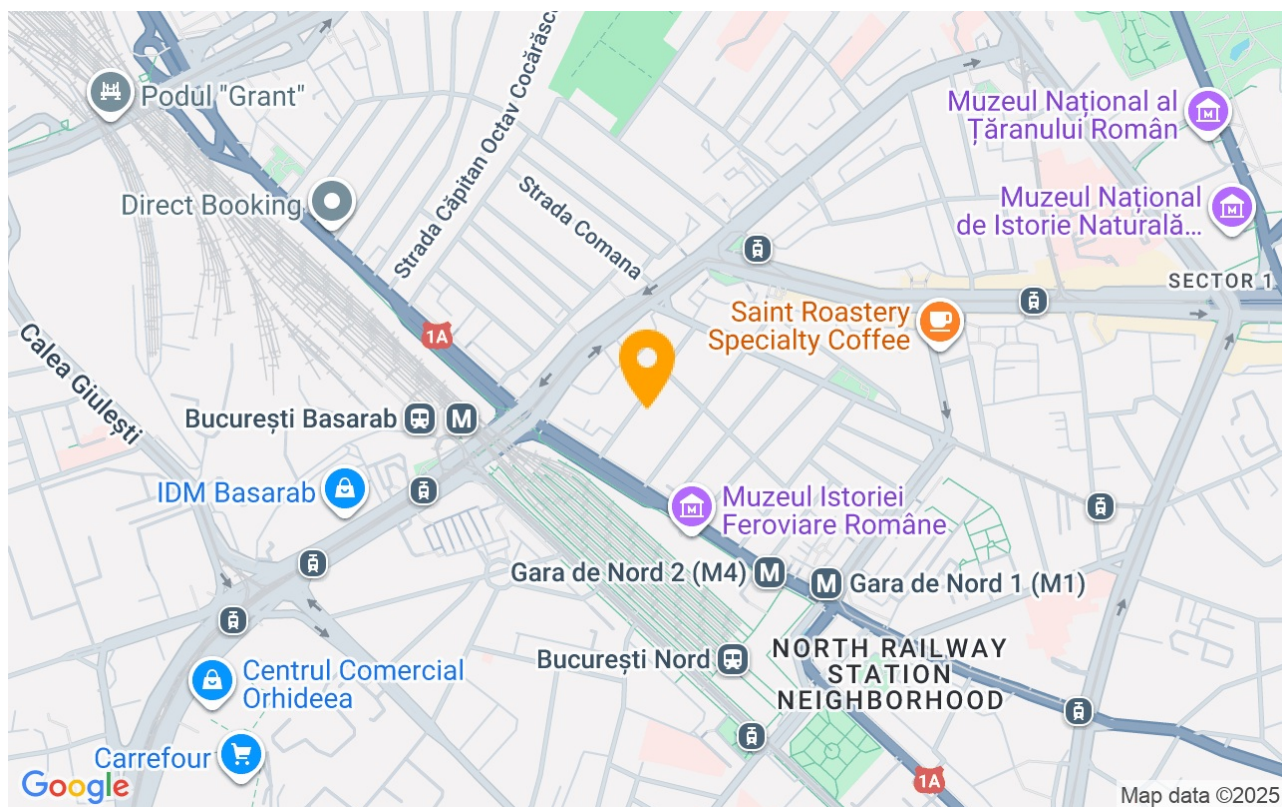 Podul "Grant"
Strada Căpitan Octav Cocărăsc
Muzeul Național al
Țăranului Român
Direct Booking
Strada Comana
Muzeul Național
de Istorie Naturală...
SECTOR 1
Saint Roastery
Specialty Coffee
1A
Calea Giulești
București Basarab
M
IDM Basarab
Muzeul Istoriei
Feroviare Române
Gara de Nord 2 (M4)
M
M
Gara de Nord 1 (M1)
București Nord
NORTH RAILWAY
STATION
NEIGHBORHOOD
Centrul Comercial
Orhideea
Carrefour
1A
Google
Map data ©2025